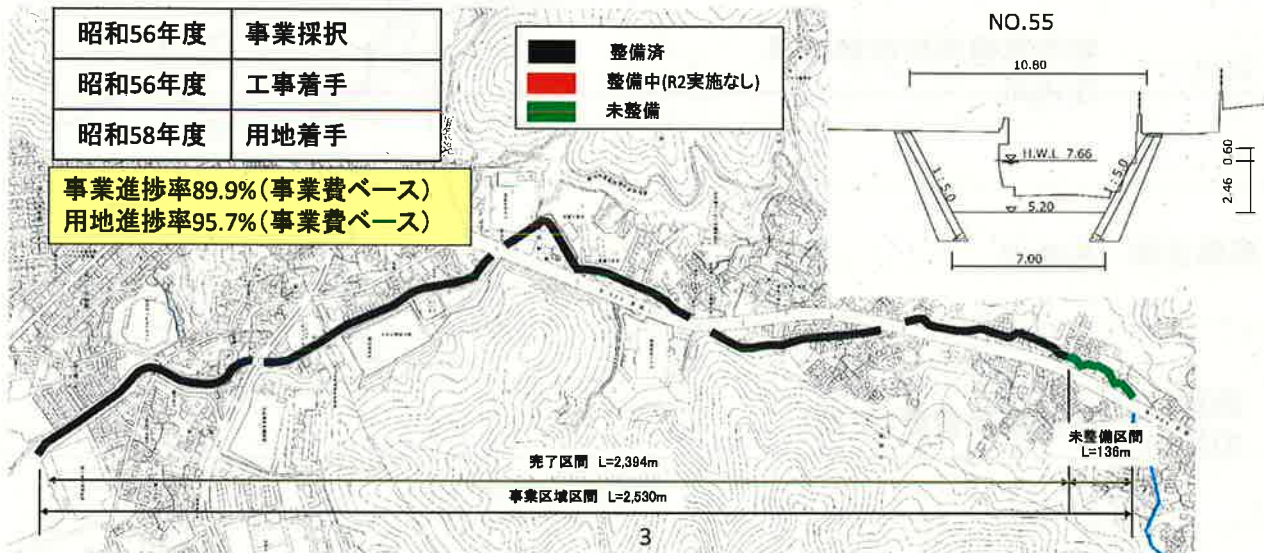 昭和56年度 事業採択
昭和56年度 工事着手
昭和58年度 用地着手
事業進捗率89.9%(事業費ベース)
用地進捗率95.7%(事業費ベース)
整備済
整備中(R2実施なし)
未整備
NO.55
10.80
H.W.L 7.66
0.60
2.46
1:5.0
1:5.0
5.20
7.00
未整備区間
L=136m
完了区間 L=2,394m
事業区域区間 L=2,530m
3